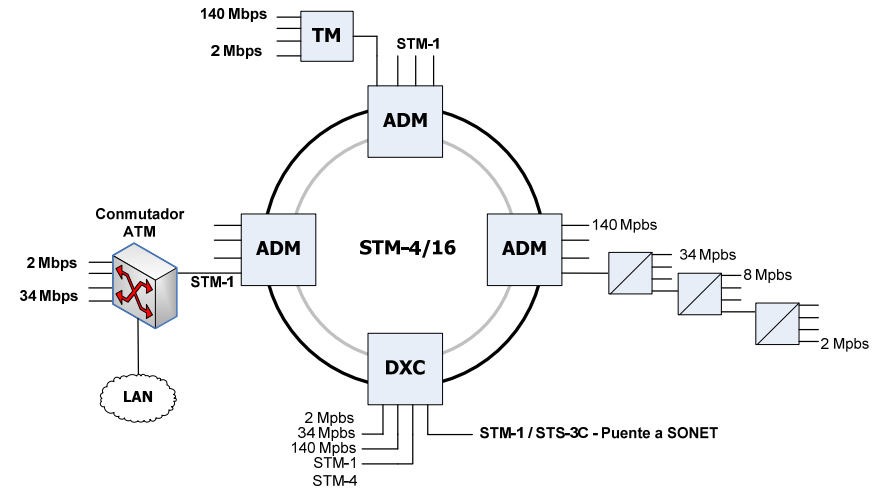 140 Mbps
TM
2 Mbps
STM-1
ADM
Conmutador
ATM
2 Mbps
34 Mbps
STM-1
ADM
STM-4/16
ADM
140 Mpbs
34 Mpbs
8 Mpbs
2 Mpbs
LAN
DXC
2 Mpbs
34 Mpbs
140 Mpbs
STM-1
STM-4
STM-1 / STS-3C - Puente a SONET